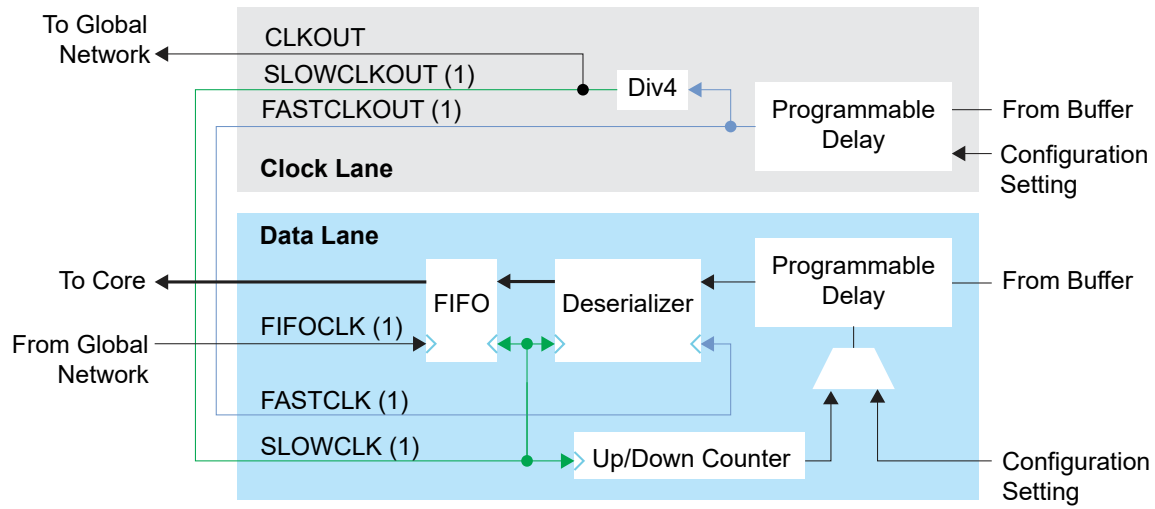 To Global
Network
CLKOUT
SLOWCLKOUT (1)
FASTCLKOUT (1)
Div4
Programmable
Delay
From Buffer
Configuration
Setting
Clock Lane
Data Lane
To Core
FIFO
Deserializer
Programmable
Delay
From Buffer
FIFOCLK (1)
From Global
Network
FASTCLK (1)
SLOWCLK (1)
Up/Down Counter
Configuration
Setting